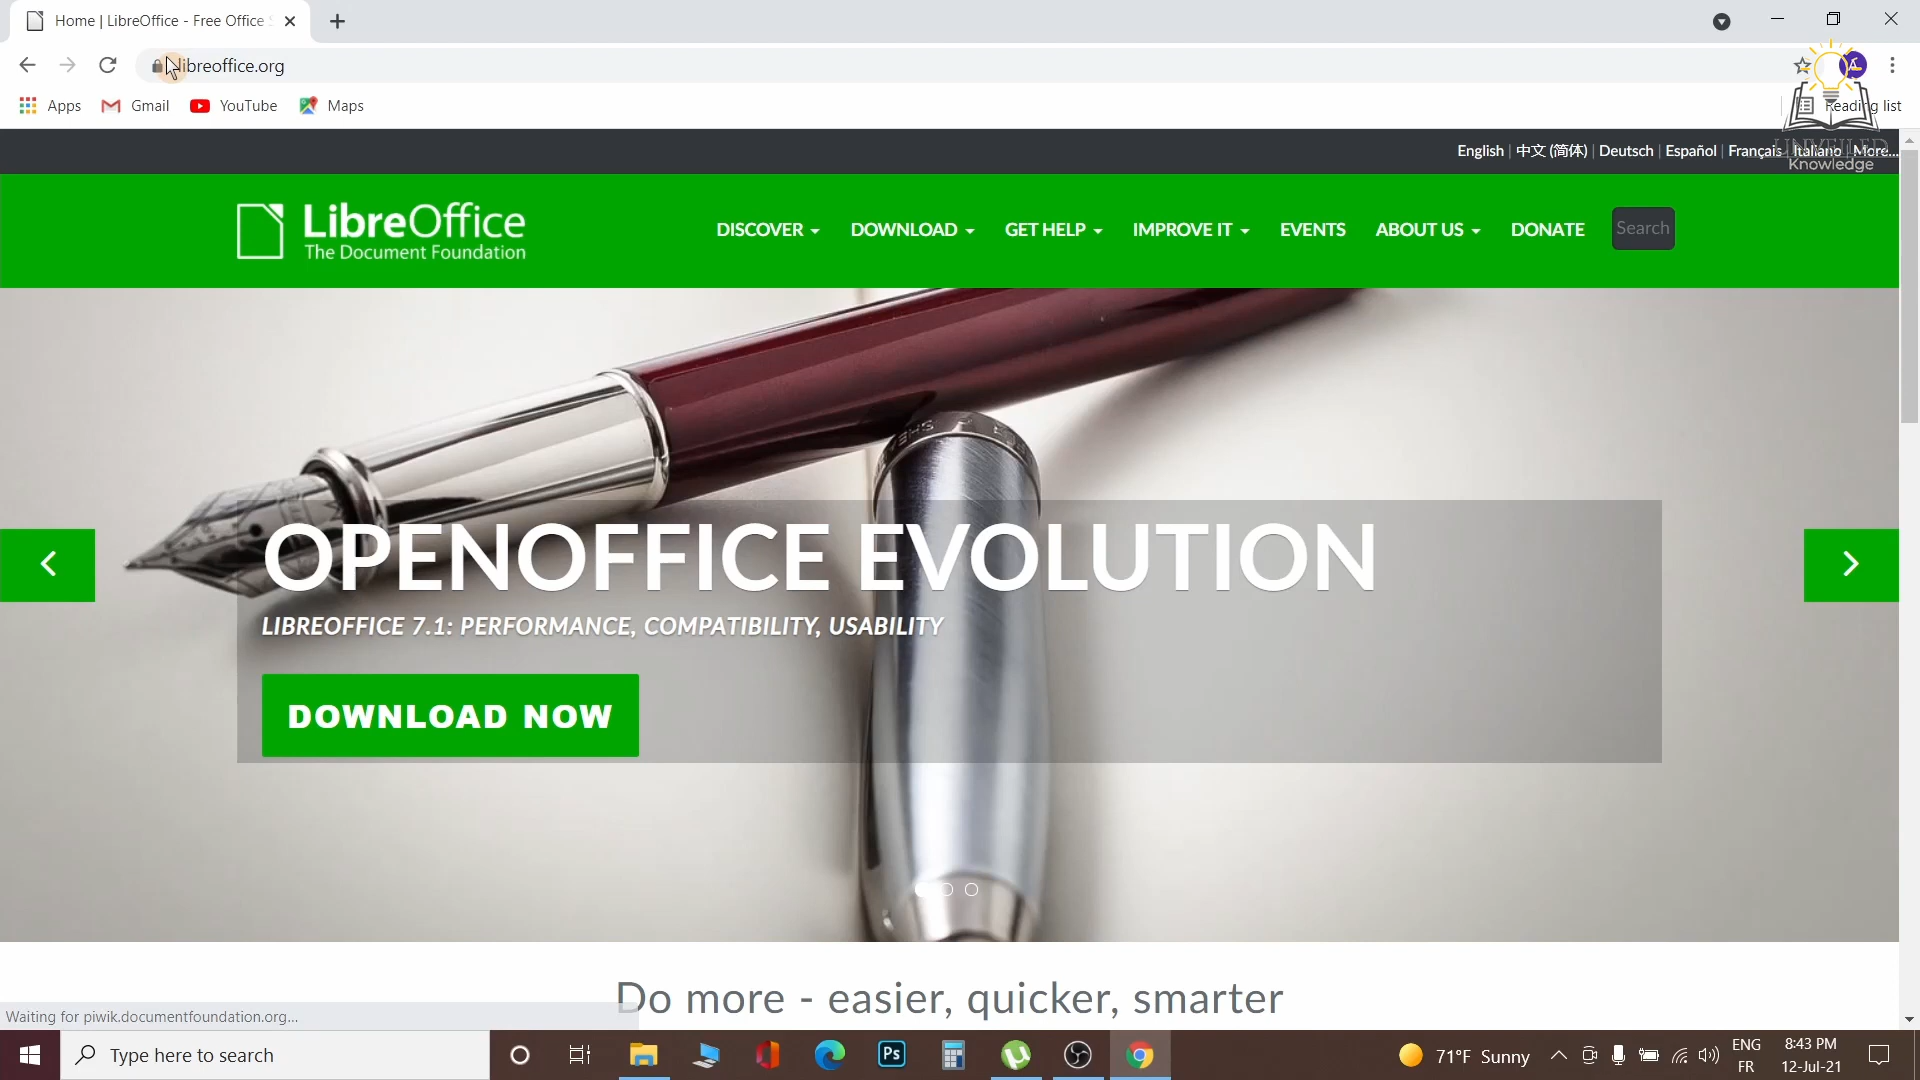 Home | LibreOffice - Free Office
libreoffice.org
Apps
Gmail
YouTube
Maps
Reading list
UNVEILED
Knowledge
English | 中文 (简体) | Deutsch | Español | Français | Italiano | More...
LibreOffice
The Document Foundation
DISCOVER
DOWNLOAD
GET HELP
IMPROVE IT
EVENTS
ABOUT US
DONATE
Search
OPENOFFICE EVOLUTION
LIBREOFFICE 7.1: PERFORMANCE, COMPATIBILITY, USABILITY
DOWNLOAD NOW
Do more - easier, quicker, smarter
Waiting for piwik.documentfoundation.org...
Type here to search
Ps
71°F Sunny
ENG
FR
8:43 PM
12-Jul-21